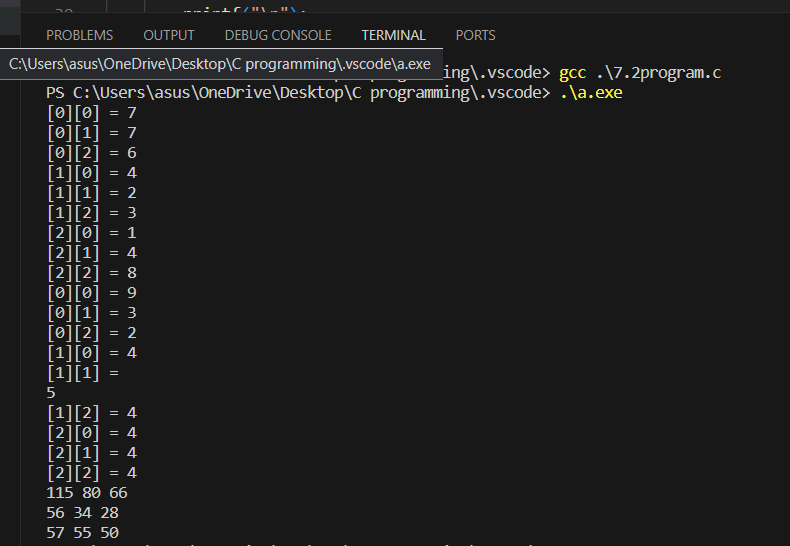 PROBLEMS OUTPUT DEBUG CONSOLE TERMINAL PORTS
C:\Users\asus\OneDrive\Desktop\C programming\.vscode\a.exe
ing\.vscode> gcc .\7.2program.c
PS C:\Users\asus\OneDrive\Desktop\C programming\.vscode> .\a.exe
[0][0] = 7
[0][1] = 7
[0][2] = 6
[1][0] = 4
[1][1] = 2
[1][2] = 3
[2][0] = 1
[2][1] = 4
[2][2] = 8
[0][0] = 9
[0][1] = 3
[0][2] = 2
[1][0] = 4
[1][1] =
5
[1][2] = 4
[2][0] = 4
[2][1] = 4
[2][2] = 4
115 80 66
56 34 28
57 55 50